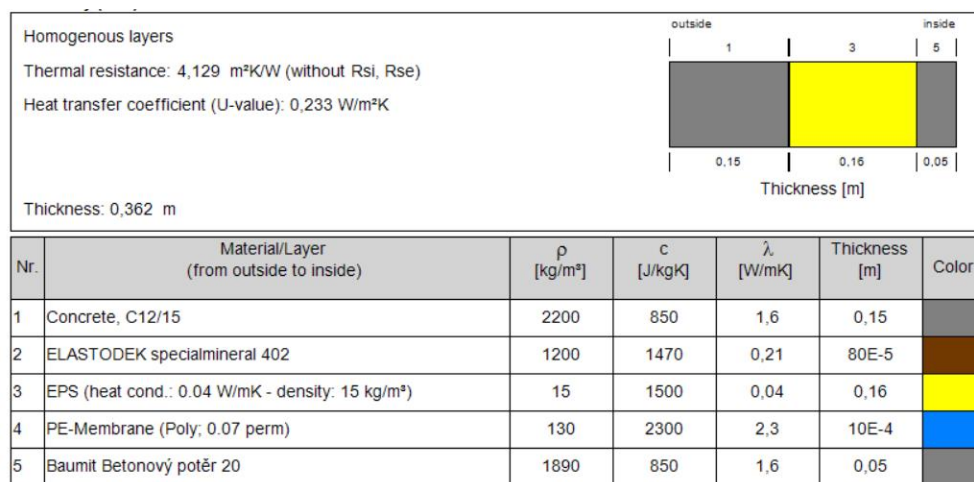 Homogenous layers
Thermal resistance: 4,129 m²K/W (without Rsi, Rse)
Heat transfer coefficient (U-value): 0,233 W/m²K
Thickness: 0,362 m
outside inside
1 3 5
0,15 0,16 0,05
Thickness [m]
Nr. Material/Layer (from outside to inside) ρ [kg/m³] c [J/kgK] λ [W/mK] Thickness [m] Color
1 Concrete, C12/15 2200 850 1,6 0,15
2 ELASTODEK specialmineral 402 1200 1470 0,21 80E-5
3 EPS (heat cond.: 0.04 W/mK - density: 15 kg/m³) 15 1500 0,04 0,16
4 PE-Membrane (Poly; 0.07 perm) 130 2300 2,3 10E-4
5 Baumit Betonový potěr 20 1890 850 1,6 0,05